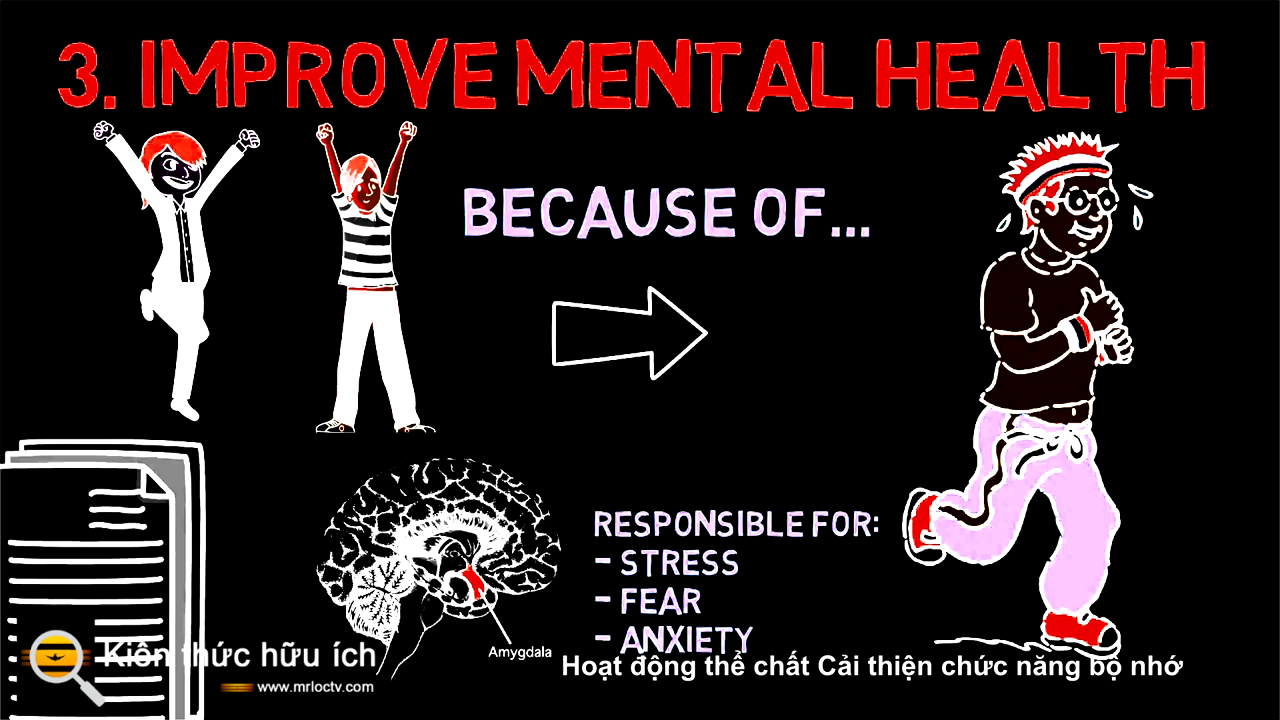 3. IMPROVE MENTAL HEALTH
BECAUSE OF...
RESPONSIBLE FOR:
- STRESS
- FEAR
- ANXIETY
Amygdala
Kiến thức hữu ích
www.mrloctv.com
Hoạt động thể chất Cải thiện chức năng bộ nhớ